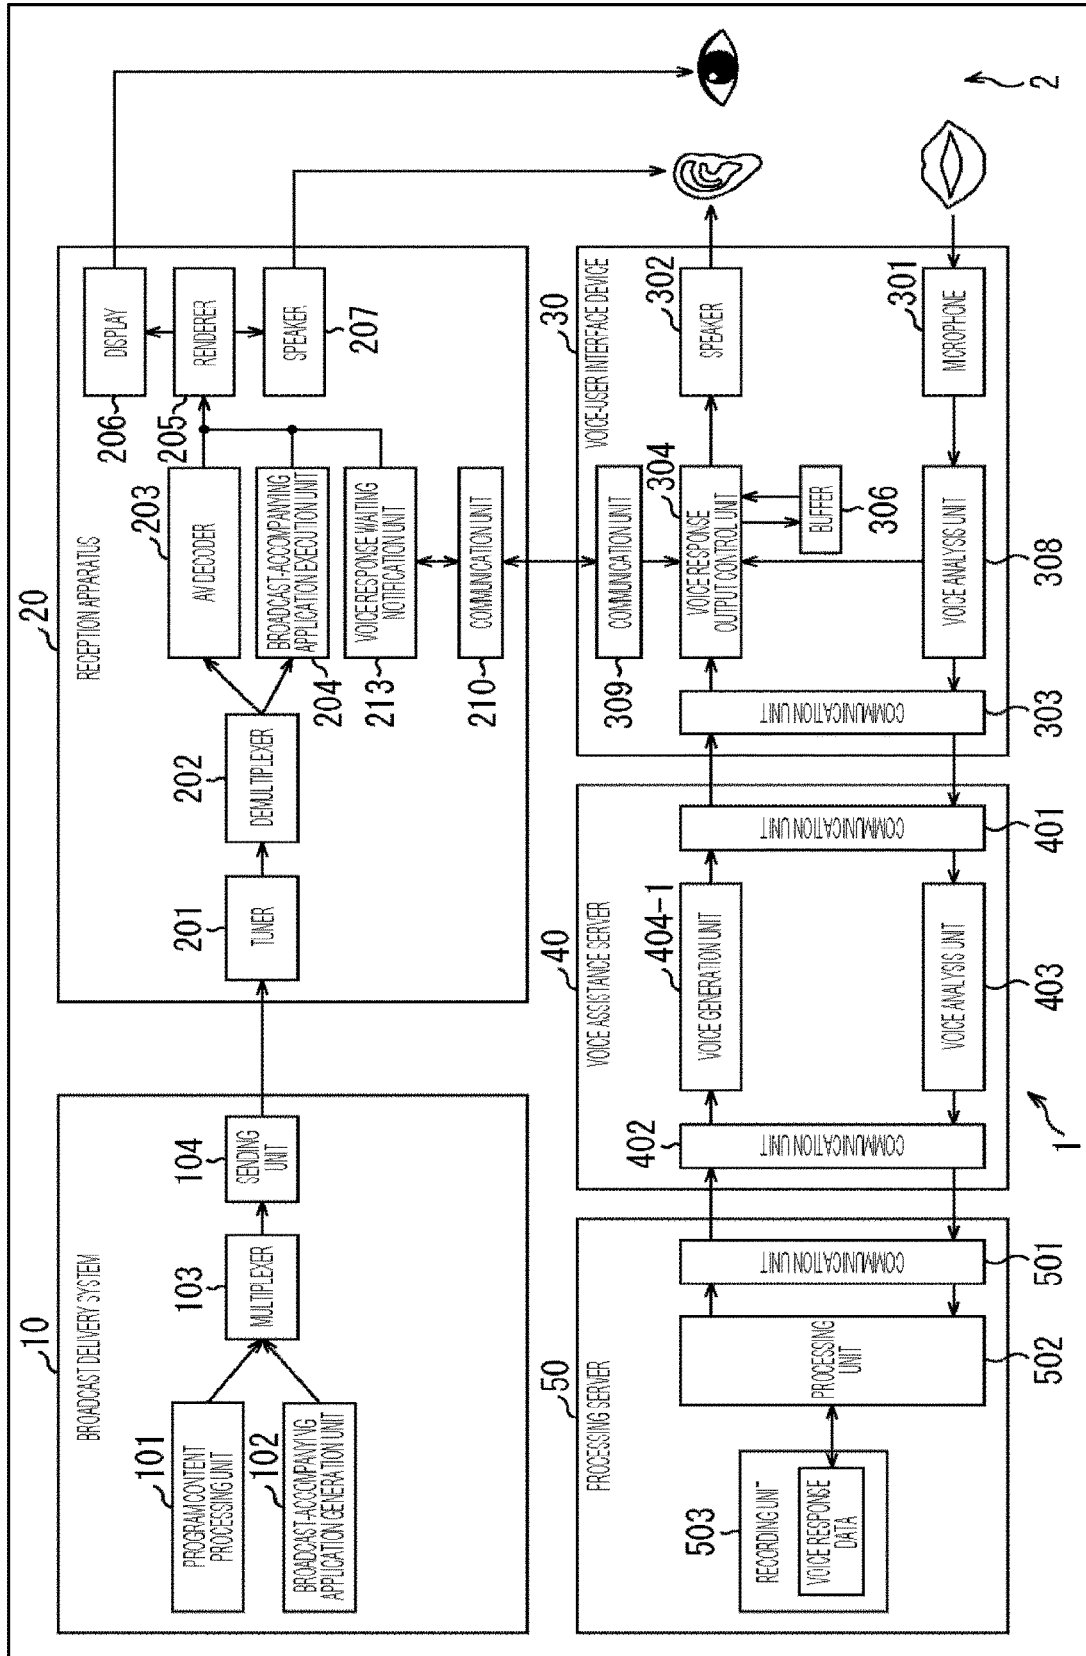 10
BROADCAST DELIVERY SYSTEM
101
PROGRAM CONTENT
PROCESSING UNIT
102
BROADCAST-ACCOMPANYING
APPLICATION GENERATION UNIT
103
MULTIPLEXER
104
SENDING
UNIT
20
RECEPTION APPARATUS
201
TUNER
202
DEMULTIPLEXER
203
AV DECODER
BROADCAST-ACCOMPANYING
APPLICATION EXECUTION UNIT
204
VOICE RESPONSE WAITING
NOTIFICATION UNIT
213
COMMUNICATION UNIT
210
DISPLAY
206
RENDERER
205
SPEAKER
207
50
PROCESSING SERVER
503
RECORDING UNIT
VOICE RESPONSE
DATA
PROCESSING
UNIT
502
COMMUNICATION UNIT
501
40
VOICE ASSISTANCE SERVER
402
COMMUNICATION UNIT
404-1
VOICE GENERATION UNIT
VOICE ANALYSIS UNIT
403
COMMUNICATION UNIT
401
30
VOICE-USER INTERFACE DEVICE
COMMUNICATION UNIT
309
304
VOICE RESPONSE
OUTPUT CONTROL UNIT
BUFFER
306
302
SPEAKER
301
MICROPHONE
VOICE ANALYSIS UNIT
308
COMMUNICATION UNIT
303
1
2